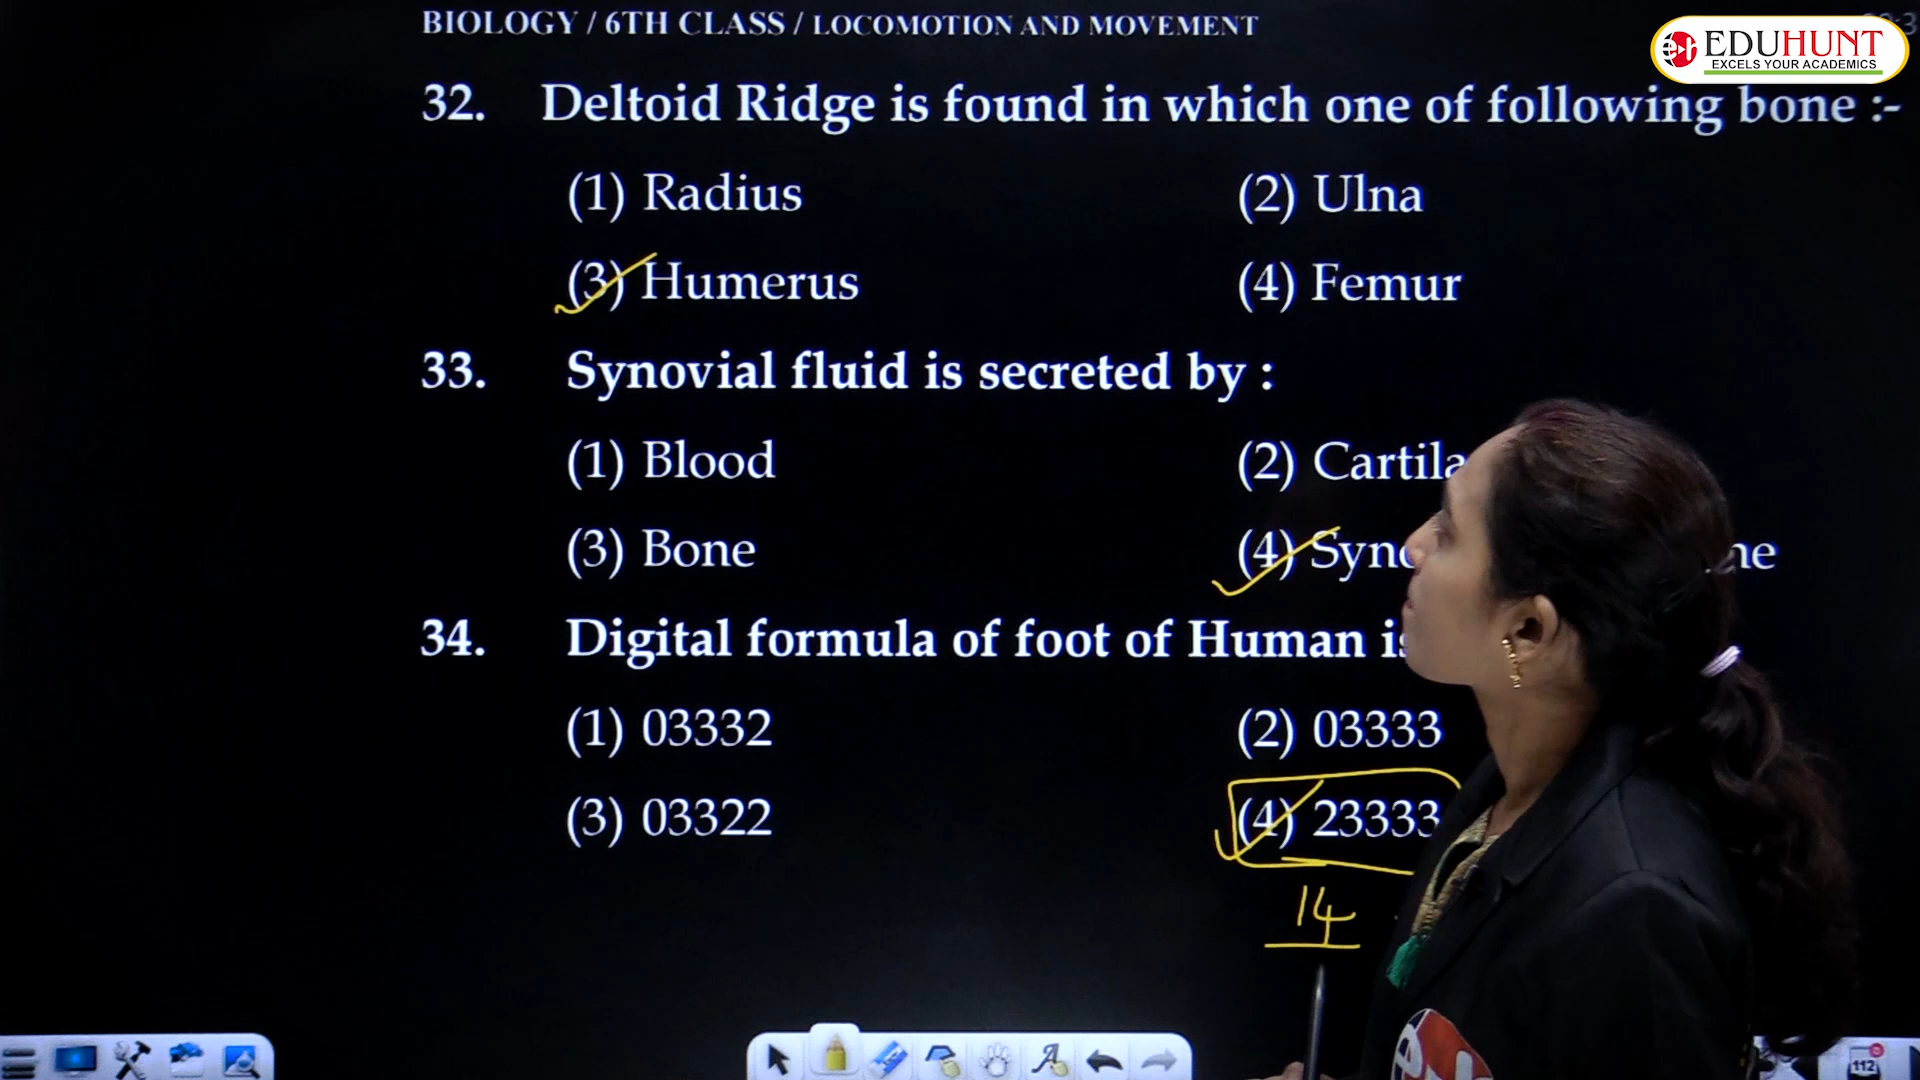 BIOLOGY / 6TH CLASS / LOCOMOTION AND MOVEMENT
EDUHUNT
EXCELS YOUR ACADEMICS
32. Deltoid Ridge is found in which one of following bone :-
(1) Radius (2) Ulna
(3) Humerus (4) Femur
33. Synovial fluid is secreted by :
(1) Blood (2) Cartila
(3) Bone (4) Syno ne
34. Digital formula of foot of Human is
(1) 03332 (2) 03333
(3) 03322 (4) 23333
14
A
112